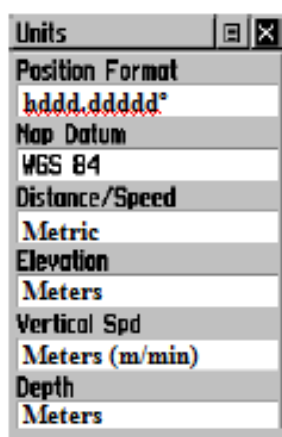 Units
Position Format
hddd.ddddd°
Map Datum
WGS 84
Distance/Speed
Metric
Elevation
Meters
Vertical Spd
Meters (m/min)
Depth
Meters